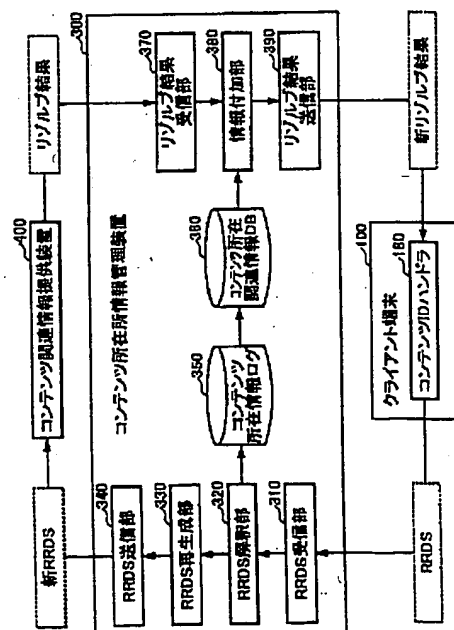 RRDS
310
RRDS受信部
320
RRDS解釈部
330
RRDS再生成部
340
RRDS送信部
新RRDS
350
コンテンツ
所在情報ログ
360
コンテンツ所在
関連情報DB
コンテンツ所在所情報管理装置
300
400
コンテンツ関連情報提供装置
クライアント端末
100
180
コンテンツIDハンドラ
新リゾルブ結果
390
リゾルブ結果
送信部
380
情報付加部
370
リゾルブ結果
受信部
リゾルブ結果